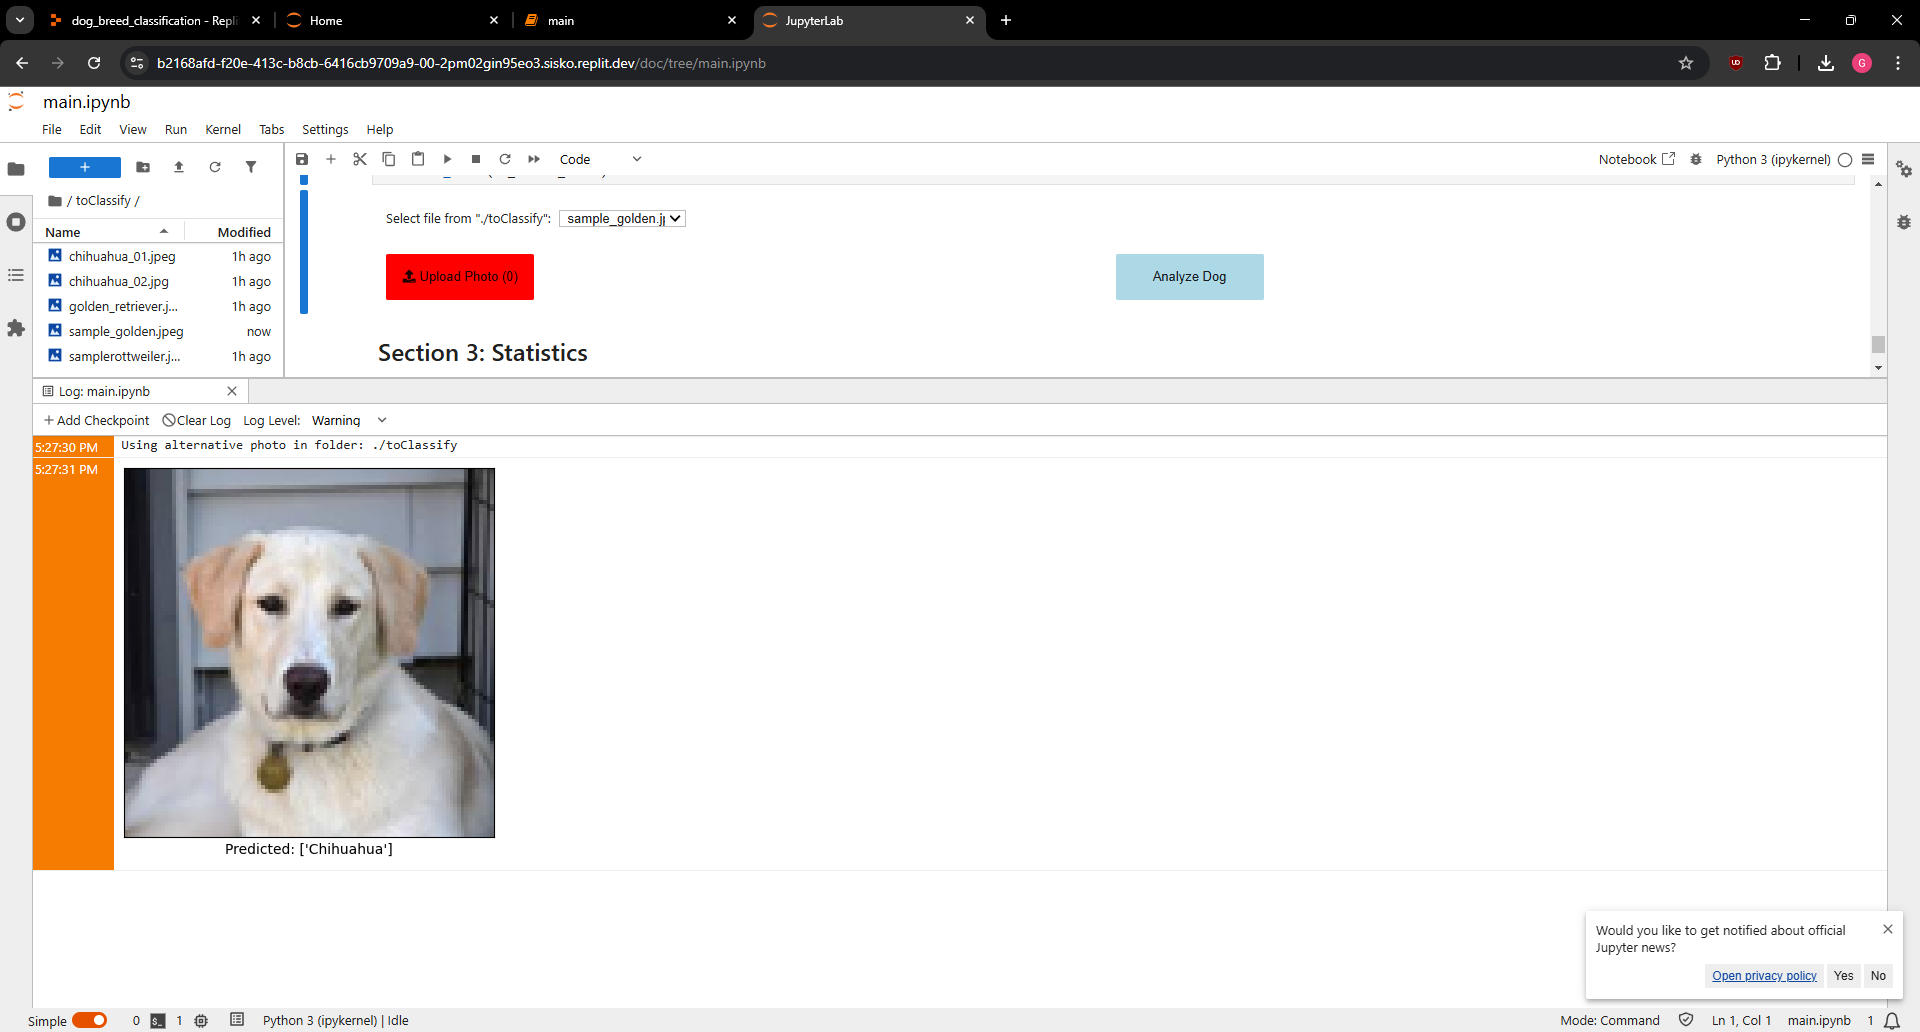 dog_breed_classification - Repli
Home
main
JupyterLab
b2168afd-f20e-413c-b8cb-6416cb9709a9-00-2pm02gin95eo3.sisko.replit.dev/doc/tree/main.ipynb
G
main.ipynb
File Edit View Run Kernel Tabs Settings Help
Code
Notebook
Python 3 (ipykernel)
/ toClassify /
Name Modified
chihuahua_01.jpeg 1h ago
chihuahua_02.jpg 1h ago
golden_retriever.j... 1h ago
sample_golden.jpeg now
samplerottweiler.j... 1h ago
Select file from "./toClassify": sample_golden.j
Upload Photo (0)
Analyze Dog
Section 3: Statistics
Log: main.ipynb
Add Checkpoint Clear Log Log Level: Warning
5:27:30 PM Using alternative photo in folder: ./toClassify
5:27:31 PM
Predicted: ['Chihuahua']
Would you like to get notified about official
Jupyter news?
Open privacy policy Yes No
Simple 0 1 Python 3 (ipykernel) | Idle
Mode: Command Ln 1, Col 1 main.ipynb 1